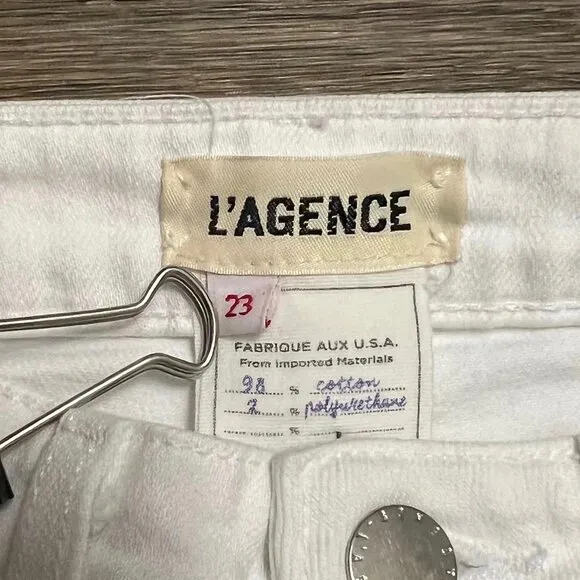 L'AGENCE
23
FABRIQUE AUX U.S.A.
From Imported Materials
98 % cotton
2 % polyurethane
%